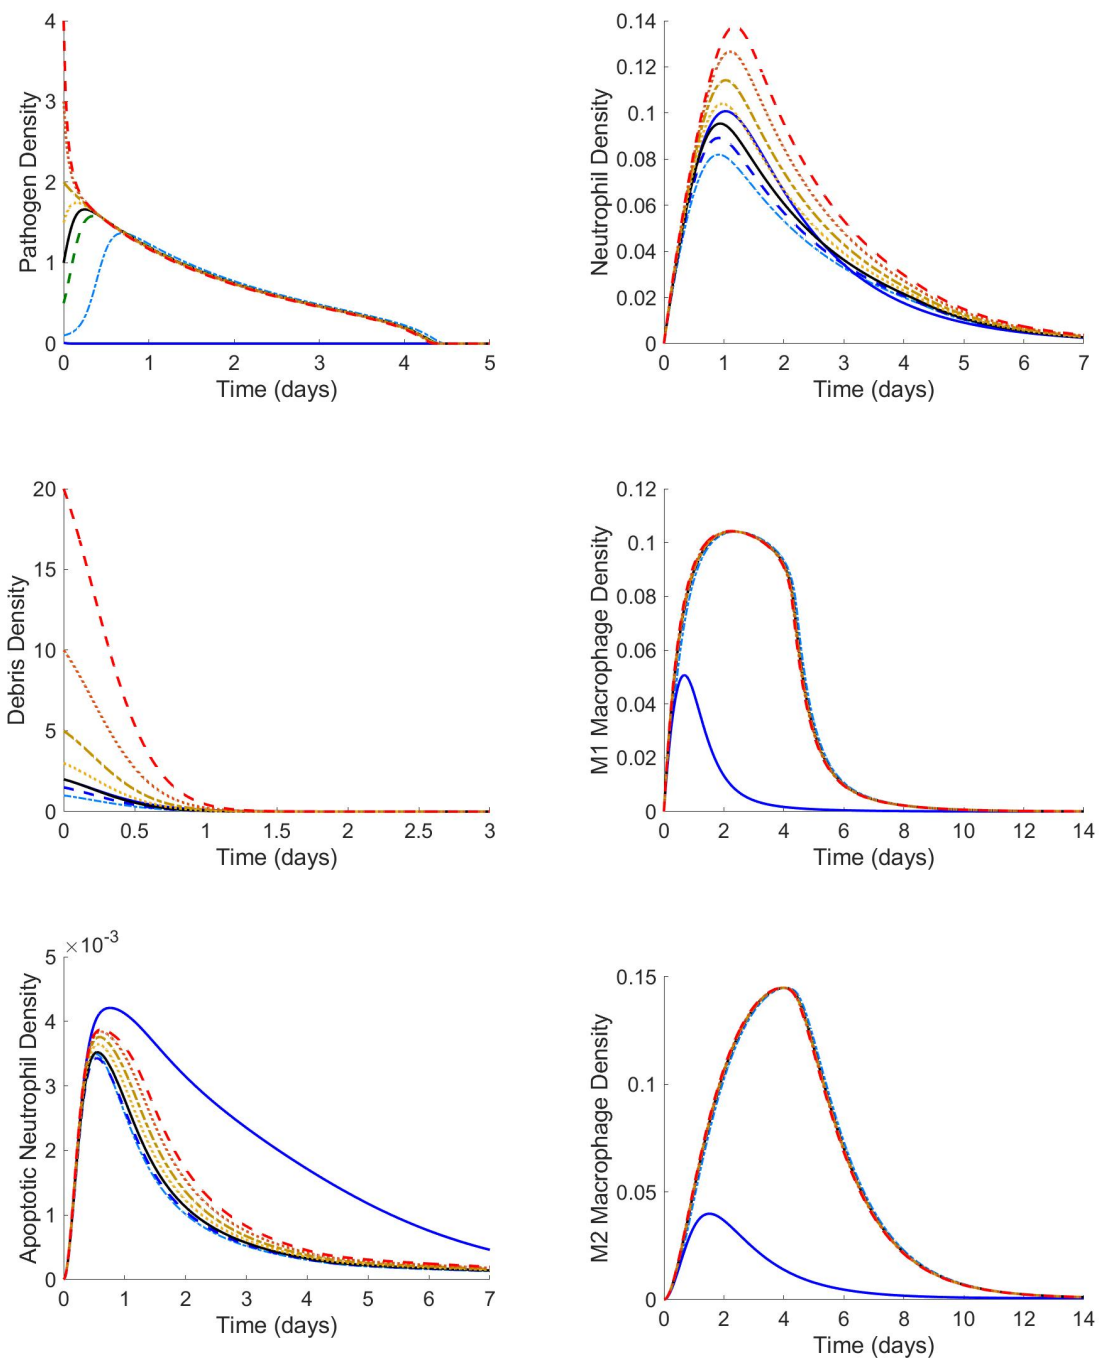 Pathogen Density
4
3
2
1
0
0 1 2 3 4 5
Time (days)
Neutrophil Density
0.14
0.12
0.1
0.08
0.06
0.04
0.02
0
0 1 2 3 4 5 6 7
Time (days)
Debris Density
20
15
10
5
0
0 0.5 1 1.5 2 2.5 3
Time (days)
M1 Macrophage Density
0.12
0.1
0.08
0.06
0.04
0.02
0
0 2 4 6 8 10 12 14
Time (days)
Apoptotic Neutrophil Density
×10⁻³
5
4
3
2
1
0
0 1 2 3 4 5 6 7
Time (days)
M2 Macrophage Density
0.15
0.1
0.05
0
0 2 4 6 8 10 12 14
Time (days)